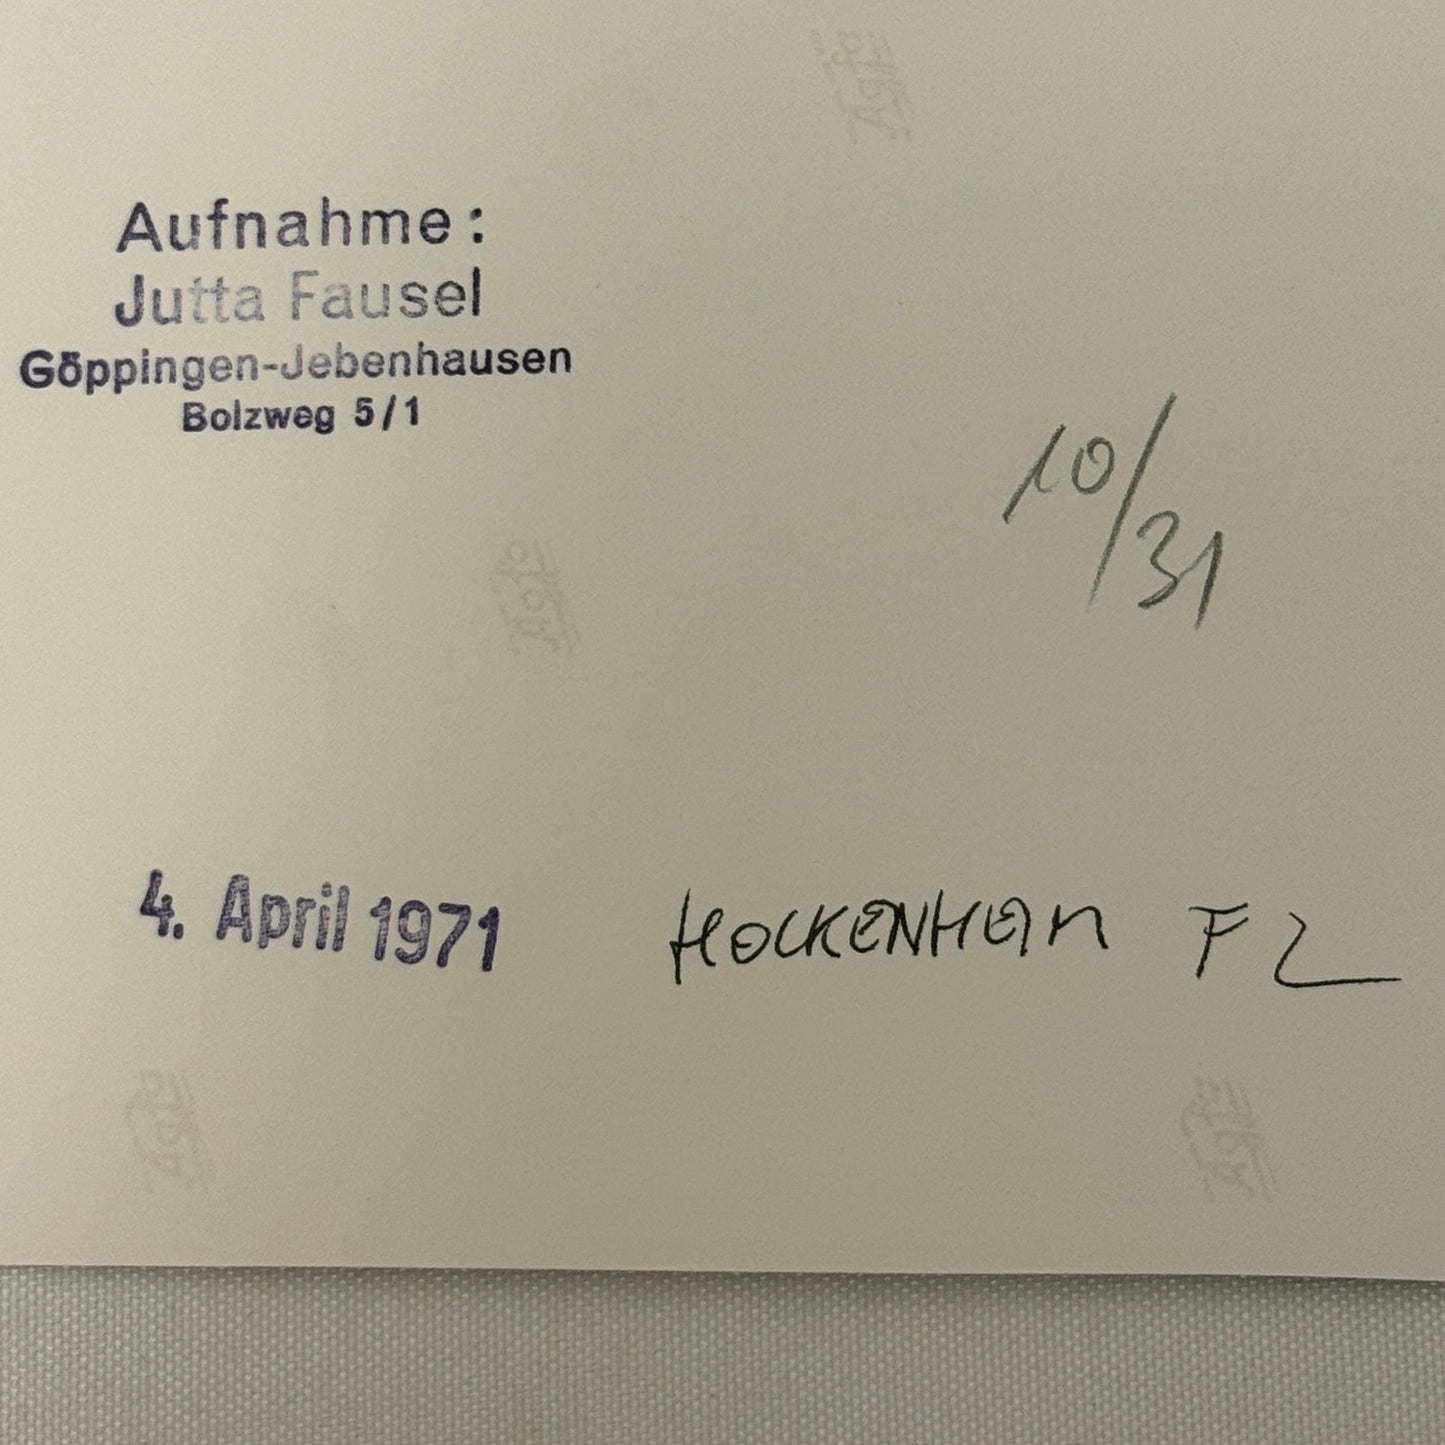 Aufnahme:
Jutta Fausel
Göppingen-Jebenhausen
Bolzweg 5/1
10/31
4. April 1971 HOCKENHEIM F2